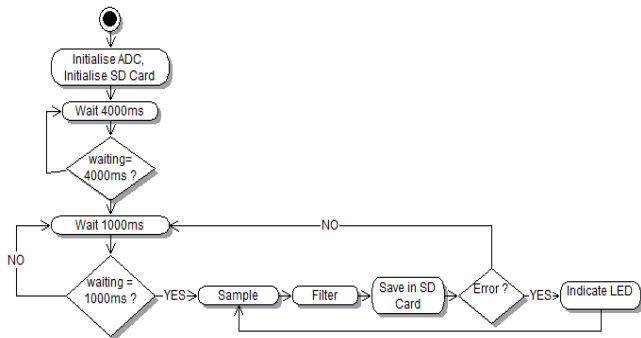 Initialise ADC,
Initialise SD Card
Wait 4000ms
waiting=
4000ms ?
Wait 1000ms
NO
NO
waiting =
1000ms ?
YES
Sample
Filter
Save in SD
Card
Error ?
YES
Indicate LED